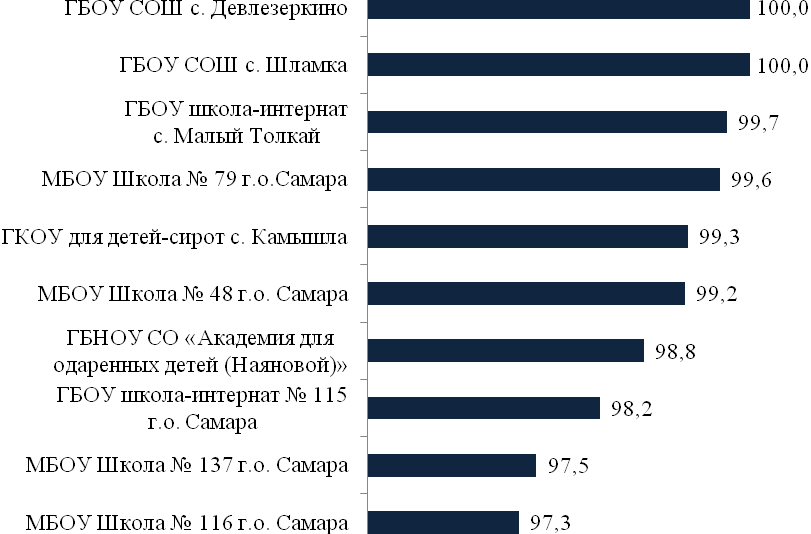 ГБОУ СОШ с. Девлезеркино 100,0
ГБОУ СОШ с. Шламка 100,0
ГБОУ школа-интернат
с. Малый Толкай 99,7
МБОУ Школа № 79 г.о.Самара 99,6
ГКОУ для детей-сирот с. Камышла 99,3
МБОУ Школа № 48 г.о. Самара 99,2
ГБНОУ СО «Академия для
одаренных детей (Наяновой)» 98,8
ГБОУ школа-интернат № 115
г.о. Самара 98,2
МБОУ Школа № 137 г.о. Самара 97,5
МБОУ Школа № 116 г.о. Самара 97,3